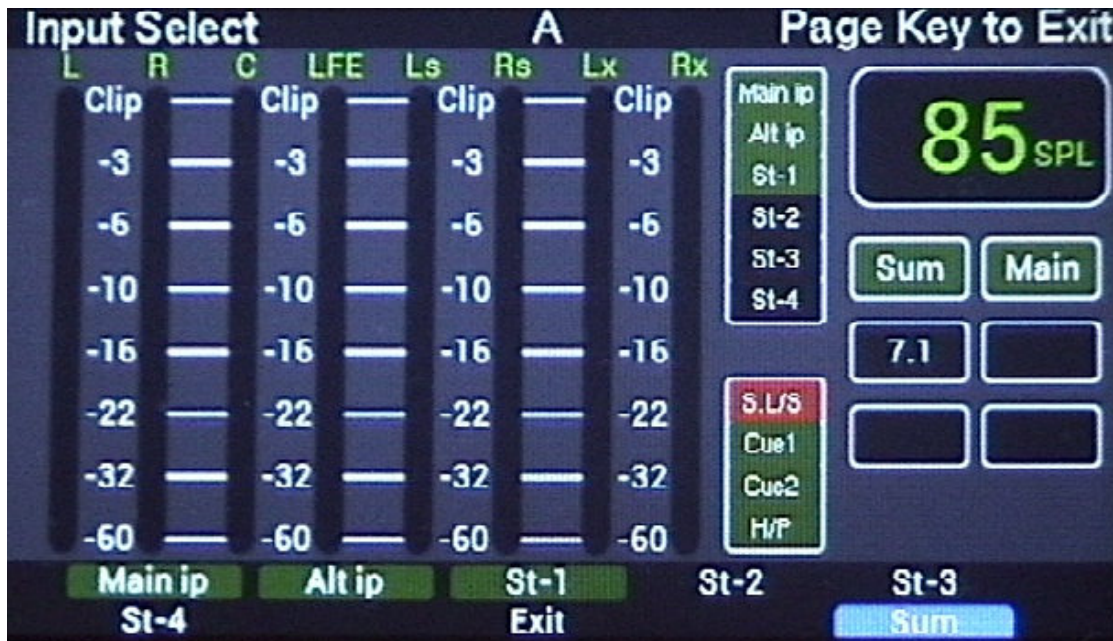 Input Select A Page Key to Exit
L R C LFE Ls Rs Lx Rx
Clip Clip Clip Clip
-3 -3 -3 -3
-6 -6 -6 -6
-10 -10 -10 -10
-16 -16 -16 -16
-22 -22 -22 -22
-32 -32 -32 -32
-60 -60 -60 -60
Main ip
Alt ip
St-1
St-2
St-3
St-4
S.L/S
Cue1
Cue2
H/P
85 SPL
Sum Main
7.1
Main ip Alt ip St-1 St-2 St-3
St-4 Exit Sum